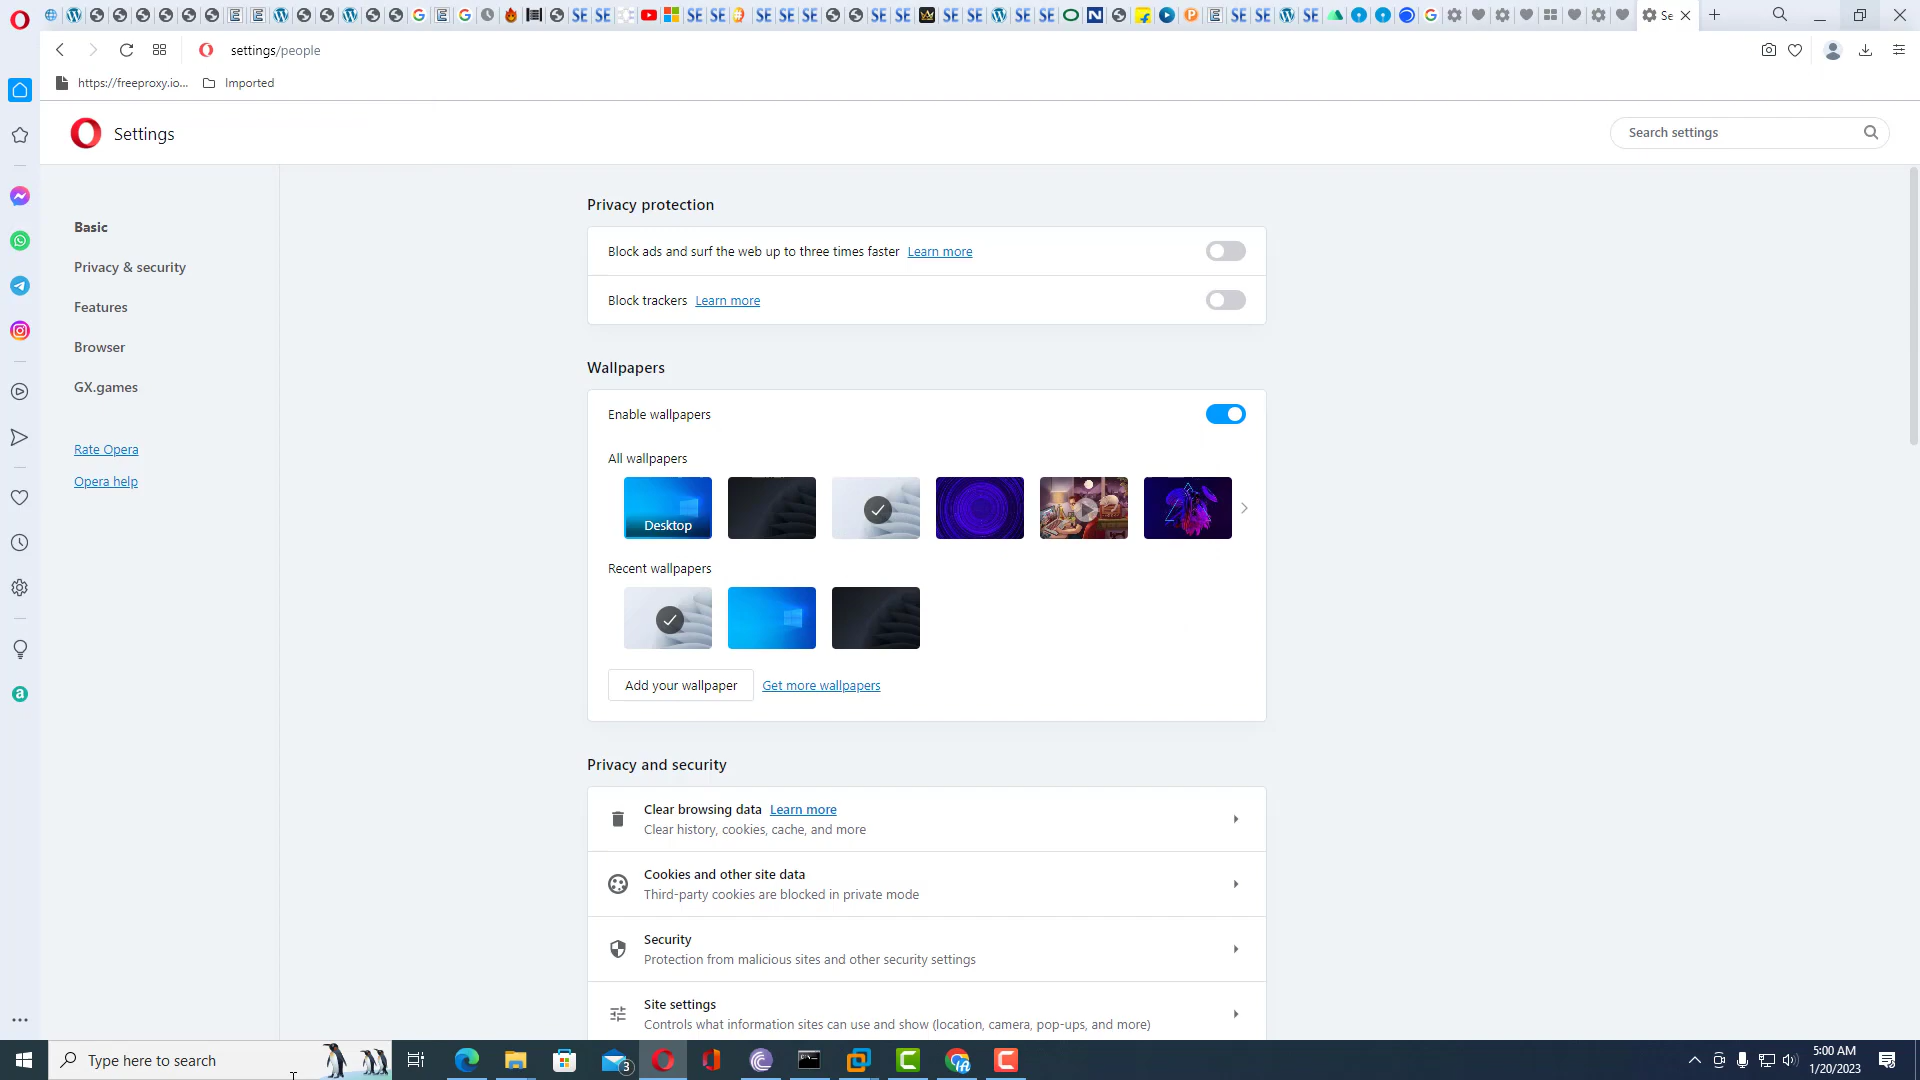 Se
settings/people
https://freeproxy.io...
Imported
Settings
Search settings
Basic
Privacy & security
Features
Browser
GX.games
Rate Opera
Opera help
Privacy protection
Block ads and surf the web up to three times faster Learn more
Block trackers Learn more
Wallpapers
Enable wallpapers
All wallpapers
Desktop
Recent wallpapers
Add your wallpaper
Get more wallpapers
Privacy and security
Clear browsing data Learn more
Clear history, cookies, cache, and more
Cookies and other site data
Third-party cookies are blocked in private mode
Security
Protection from malicious sites and other security settings
Site settings
Controls what information sites can use and show (location, camera, pop-ups, and more)
Type here to search
3
5:00 AM
1/20/2023